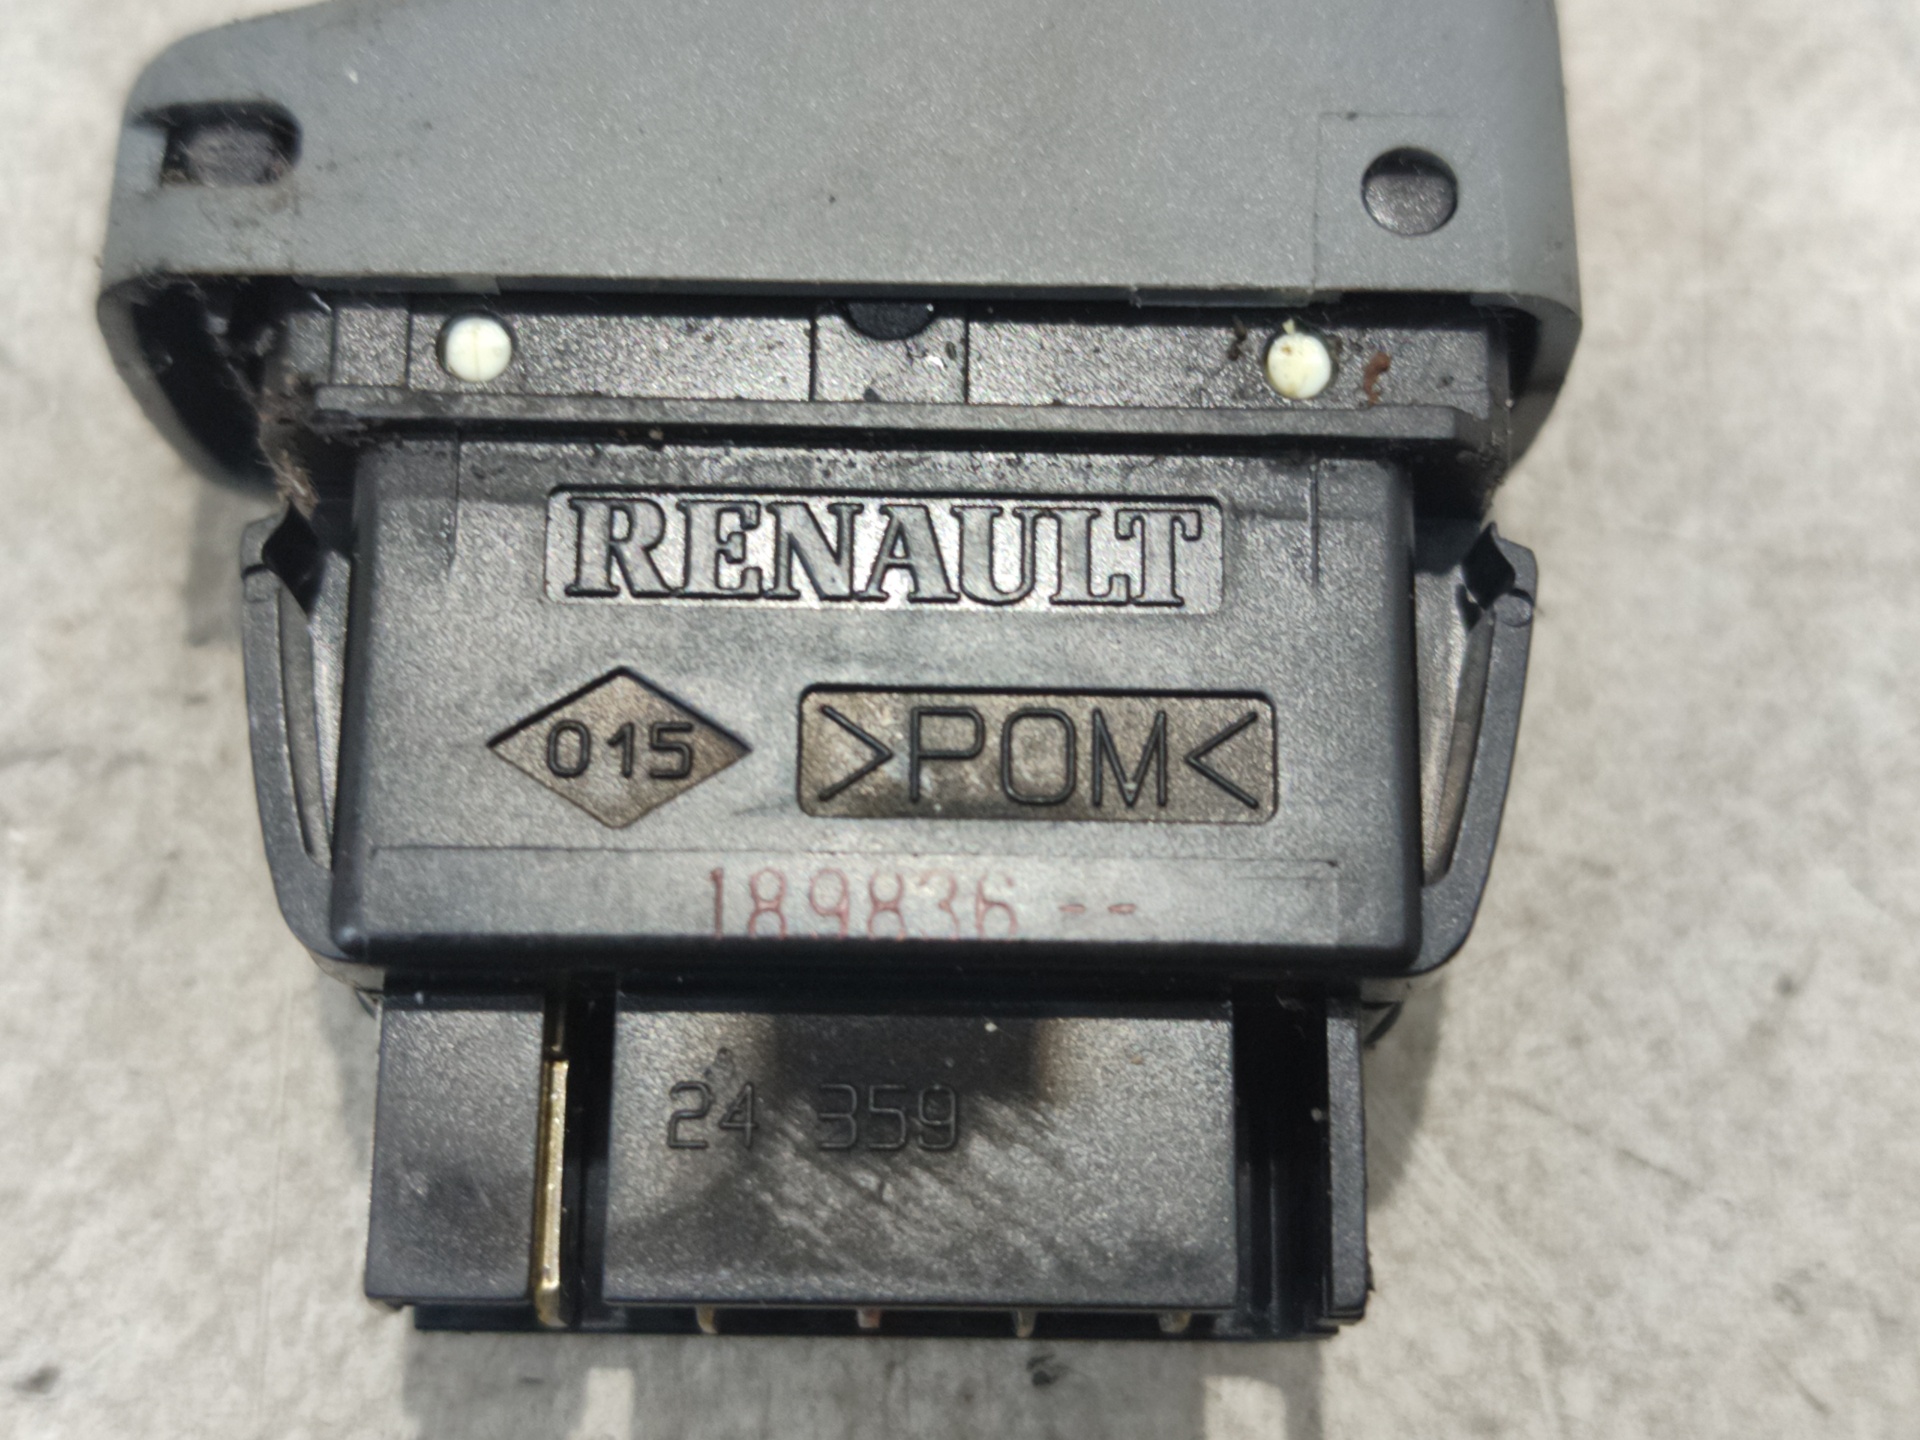 RENAULT
015 >POM<
189836 --
24 359